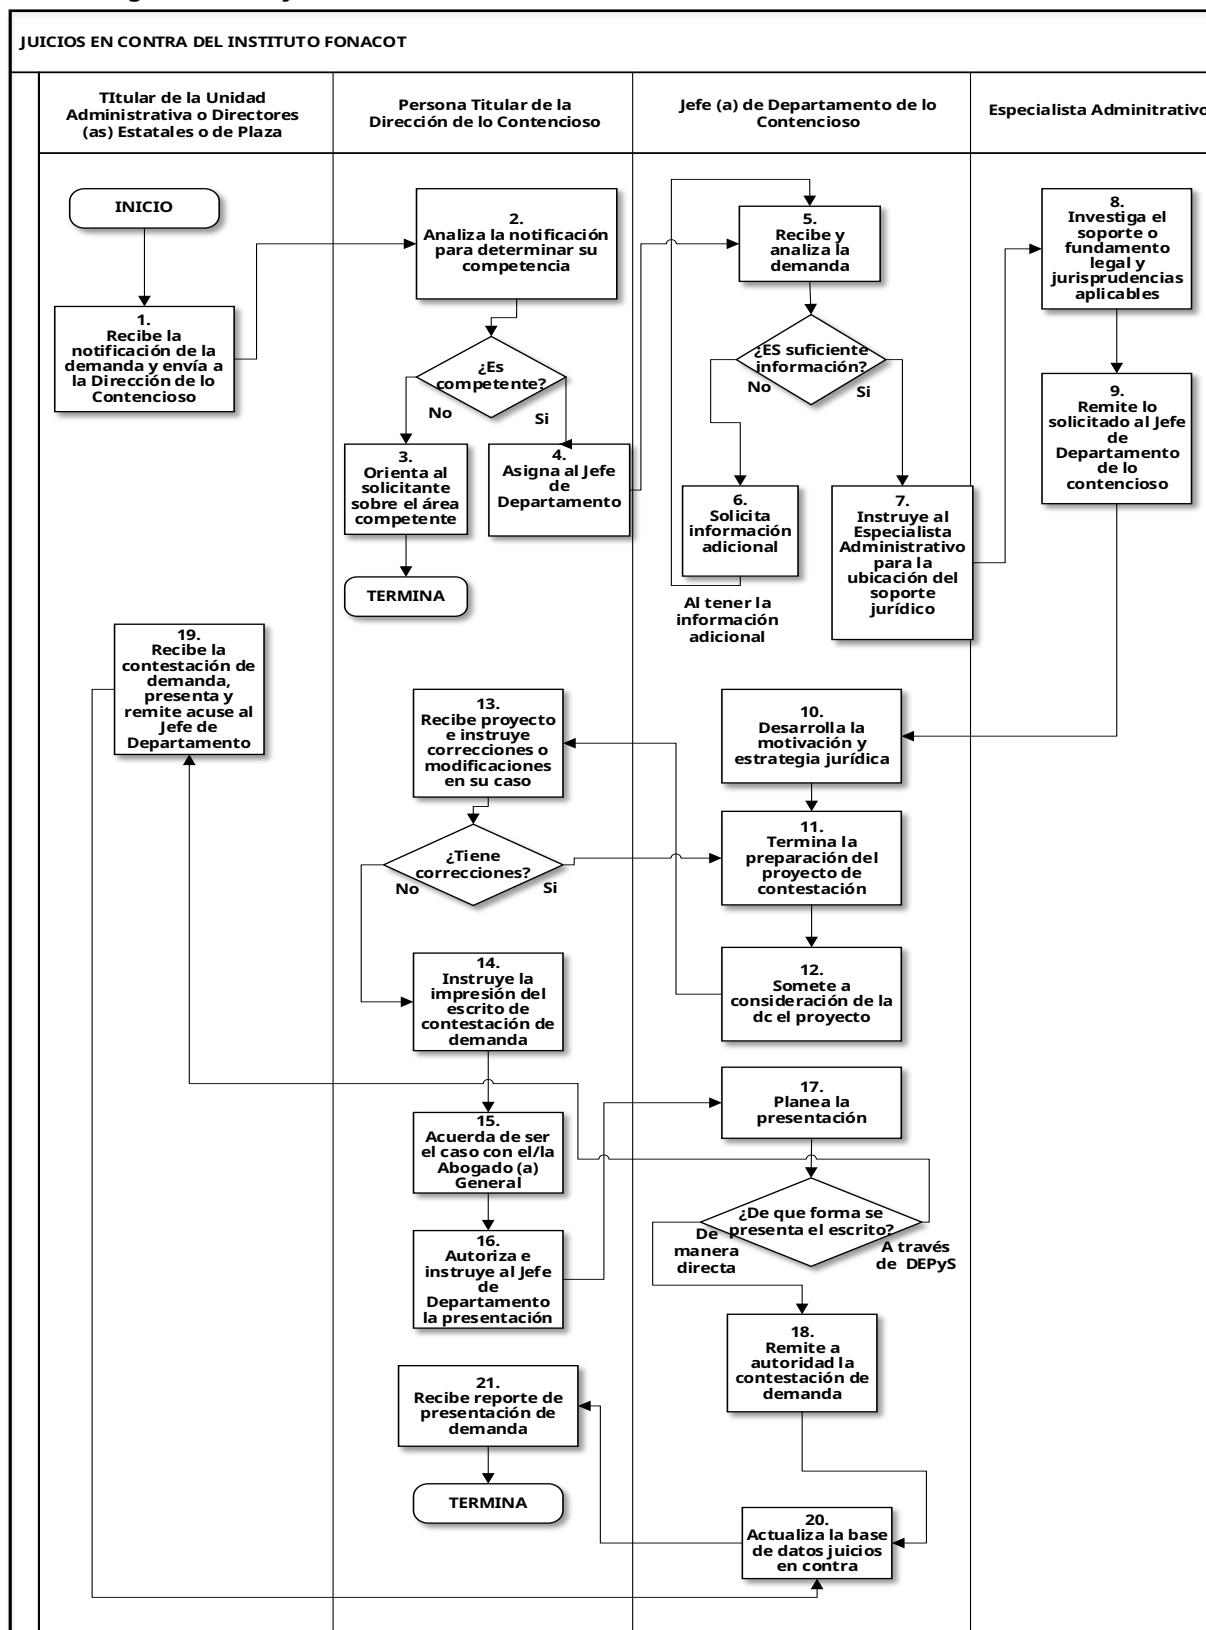 JUICIOS EN CONTRA DEL INSTITUTO FONACOT
TItular de la Unidad
Administrativa o Directores
(as) Estatales o de Plaza
Persona Titular de la
Dirección de lo Contencioso
Jefe (a) de Departamento de lo
Contencioso
Especialista Adminitrativo
INICIO
1.
Recibe la
notificación de la
demanda y envía a
la Dirección de lo
Contencioso
2.
Analiza la notificación
para determinar su
competencia
¿Es
competente?
No
Si
3.
Orienta al
solicitante
sobre el área
competente
TERMINA
4.
Asigna al Jefe
de
Departamento
5.
Recibe y
analiza la
demanda
¿ES suficiente
información?
No
Si
6.
Solicita
información
adicional
Al tener la
información
adicional
7.
Instruye al
Especialista
Administrativo
para la
ubicación del
soporte
jurídico
8.
Investiga el
soporte o
fundamento
legal y
jurisprudencias
aplicables
9.
Remite lo
solicitado al Jefe
de
Departamento
de lo
contencioso
10.
Desarrolla la
motivación y
estrategia jurídica
11.
Termina la
preparación del
proyecto de
contestación
12.
Somete a
consideración de la
dc el proyecto
13.
Recibe proyecto
e instruye
correcciones o
modificaciones
en su caso
¿Tiene
correcciones?
No
Si
14.
Instruye la
impresión del
escrito de
contestación de
demanda
15.
Acuerda de ser
el caso con el/la
Abogado (a)
General
16.
Autoriza e
instruye al Jefe
de
Departamento
la presentación
17.
Planea la
presentación
¿De que forma se
presenta el escrito?
De
manera
directa
A través
de DEPyS
18.
Remite a
autoridad la
contestación de
demanda
19.
Recibe la
contestación de
demanda,
presenta y
remite acuse al
Jefe de
Departamento
20.
Actualiza la base
de datos juicios
en contra
21.
Recibe reporte de
presentación de
demanda
TERMINA